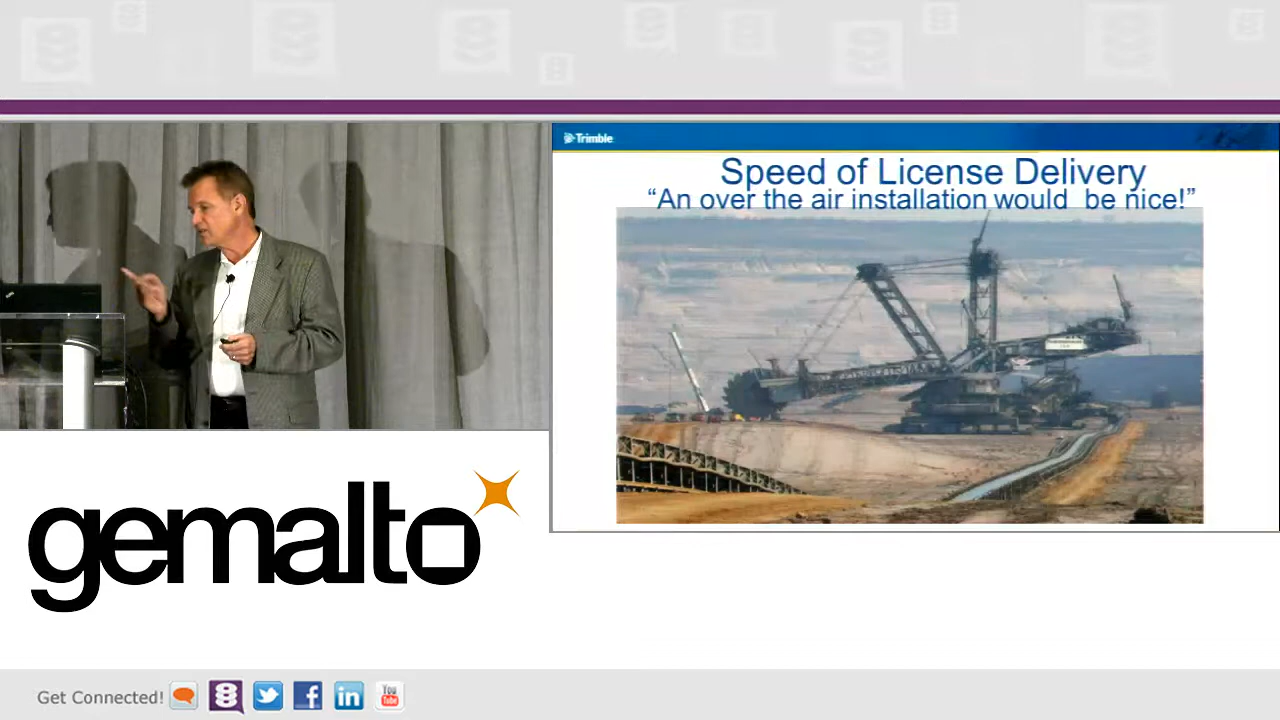 Trimble
Speed of License Delivery
“An over the air installation would be nice!”
gemalto
Get Connected!
You
Tube